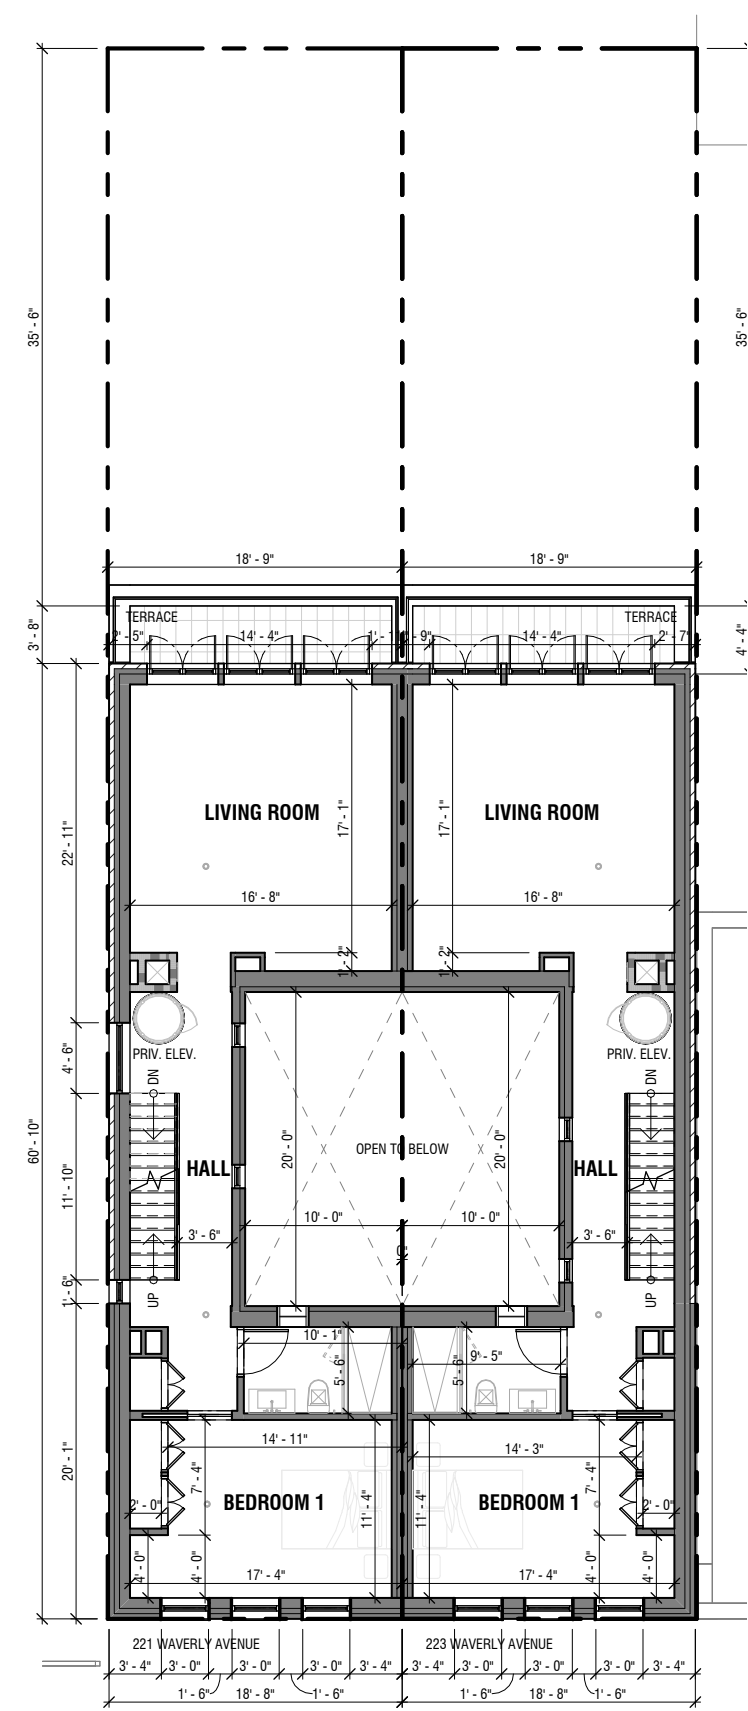 35' - 6"
35' - 6"
18' - 9"
18' - 9"
TERRACE
TERRACE
3' - 8"
14' - 4"
14' - 4"
2' - 7"
4' - 4"
22' - 11"
LIVING ROOM
LIVING ROOM
17' - 1"
17' - 1"
16' - 8"
16' - 8"
1' - 2"
1' - 2"
4' - 6"
PRIV. ELEV.
PRIV. ELEV.
DN
DN
60' - 10"
11' - 10"
HALL
20' - 0"
OPEN TO BELOW
20' - 0"
HALL
3' - 6"
10' - 0"
10' - 0"
3' - 6"
1' - 6"
UP
UP
10' - 1"
5' - 6"
5' - 6"
9' - 5"
20' - 1"
14' - 11"
14' - 3"
7' - 4"
7' - 4"
2' - 0"
BEDROOM 1
11' - 4"
11' - 4"
BEDROOM 1
2' - 0"
4' - 0"
4' - 0"
17' - 4"
17' - 4"
4' - 0"
4' - 0"
221 WAVERLY AVENUE
223 WAVERLY AVENUE
3' - 4" 3' - 0" 3' - 0" 3' - 0" 3' - 4" 3' - 4" 3' - 0" 3' - 0" 3' - 0" 3' - 4"
1' - 6" 18' - 8" 1' - 6" 1' - 6" 18' - 8" 1' - 6"